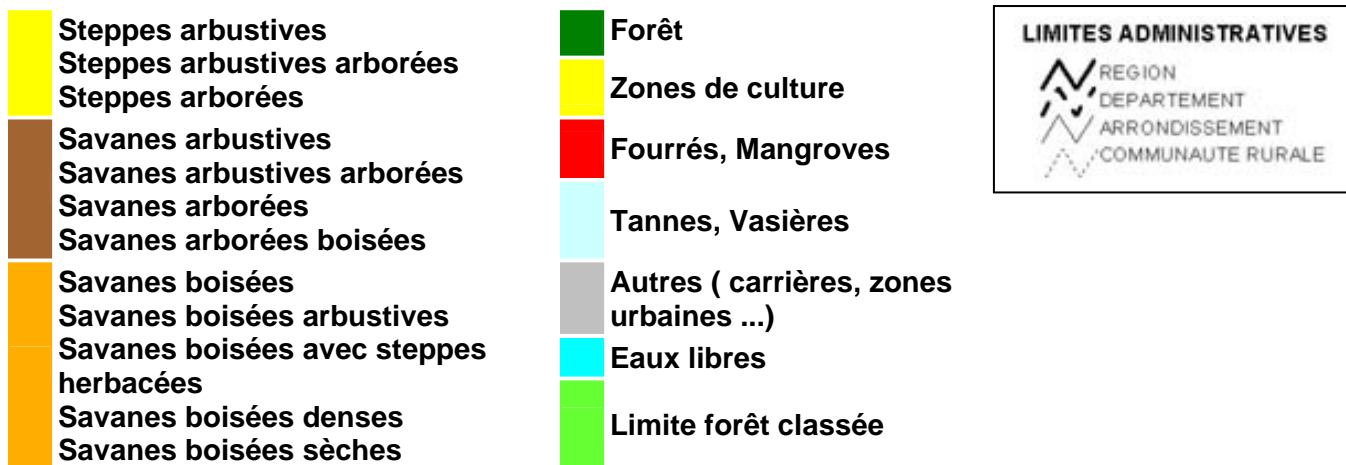 Steppes arbustives
Steppes arbustives arborées
Steppes arborées
Savanes arbustives
Savanes arbustives arborées
Savanes arborées
Savanes arborées boisées
Savanes boisées
Savanes boisées arbustives
Savanes boisées avec steppes
herbacées
Savanes boisées denses
Savanes boisées sèches
Forêt
Zones de culture
Fourrés, Mangroves
Tannes, Vasières
Autres ( carrières, zones
urbaines ...)
Eaux libres
Limite forêt classée
LIMITES ADMINISTRATIVES
REGION
DEPARTEMENT
ARRONDISSEMENT
COMMUNAUTE RURALE